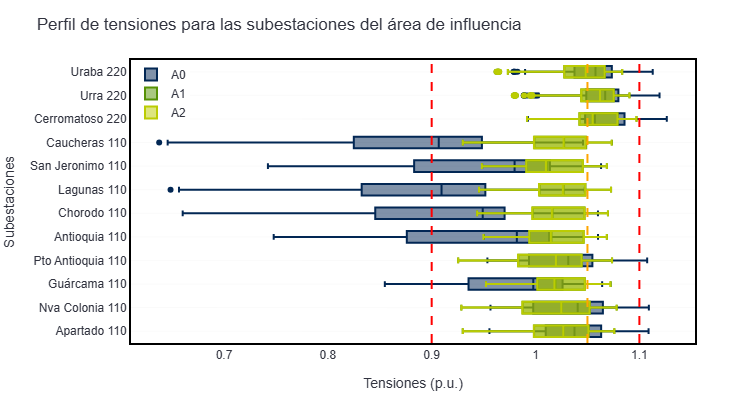 Perfil de tensiones para las subestaciones del área de influencia
A0
A1
A2
Subestaciones
Uraba 220
Urra 220
Cerromatoso 220
Caucheras 110
San Jeronimo 110
Lagunas 110
Chorodo 110
Antioquia 110
Pto Antioquia 110
Guárcama 110
Nva Colonia 110
Apartado 110
0.7 0.8 0.9 1 1.1
Tensiones (p.u.)